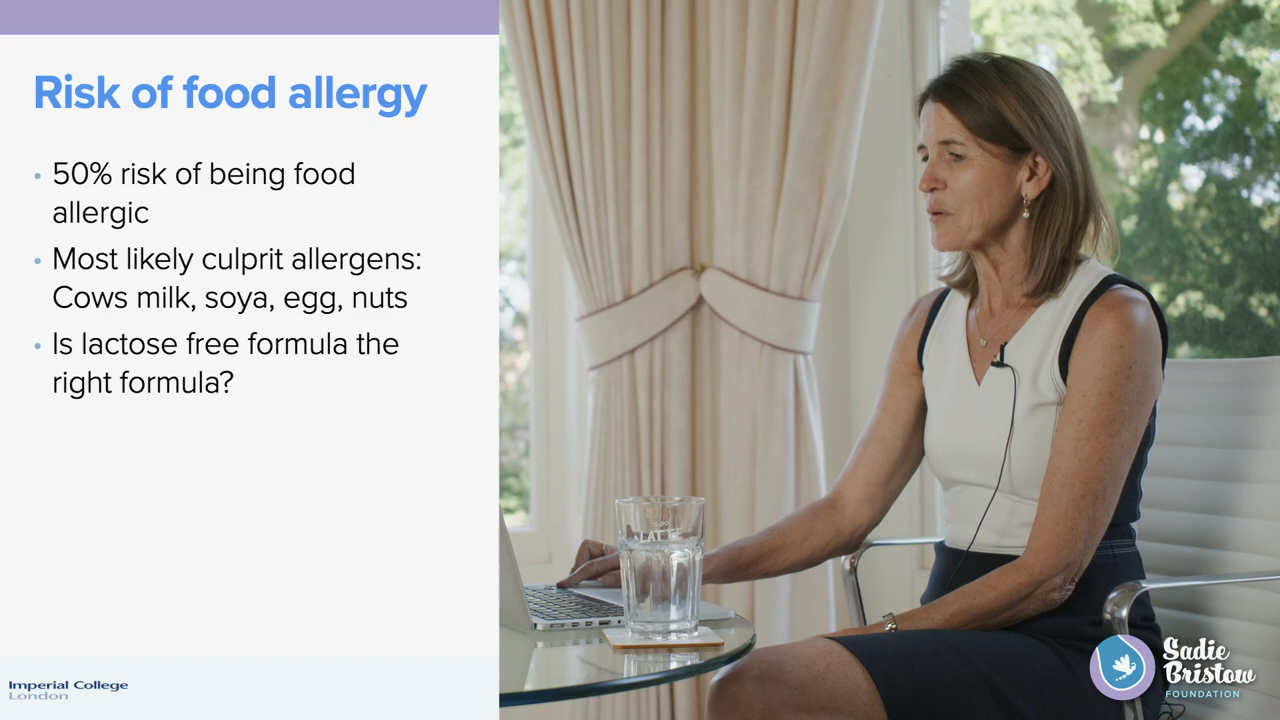 Risk of food allergy
• 50% risk of being food
allergic
• Most likely culprit allergens:
Cows milk, soya, egg, nuts
• Is lactose free formula the
right formula?
Imperial College
London
LATTE
Sadie
Bristow
FOUNDATION